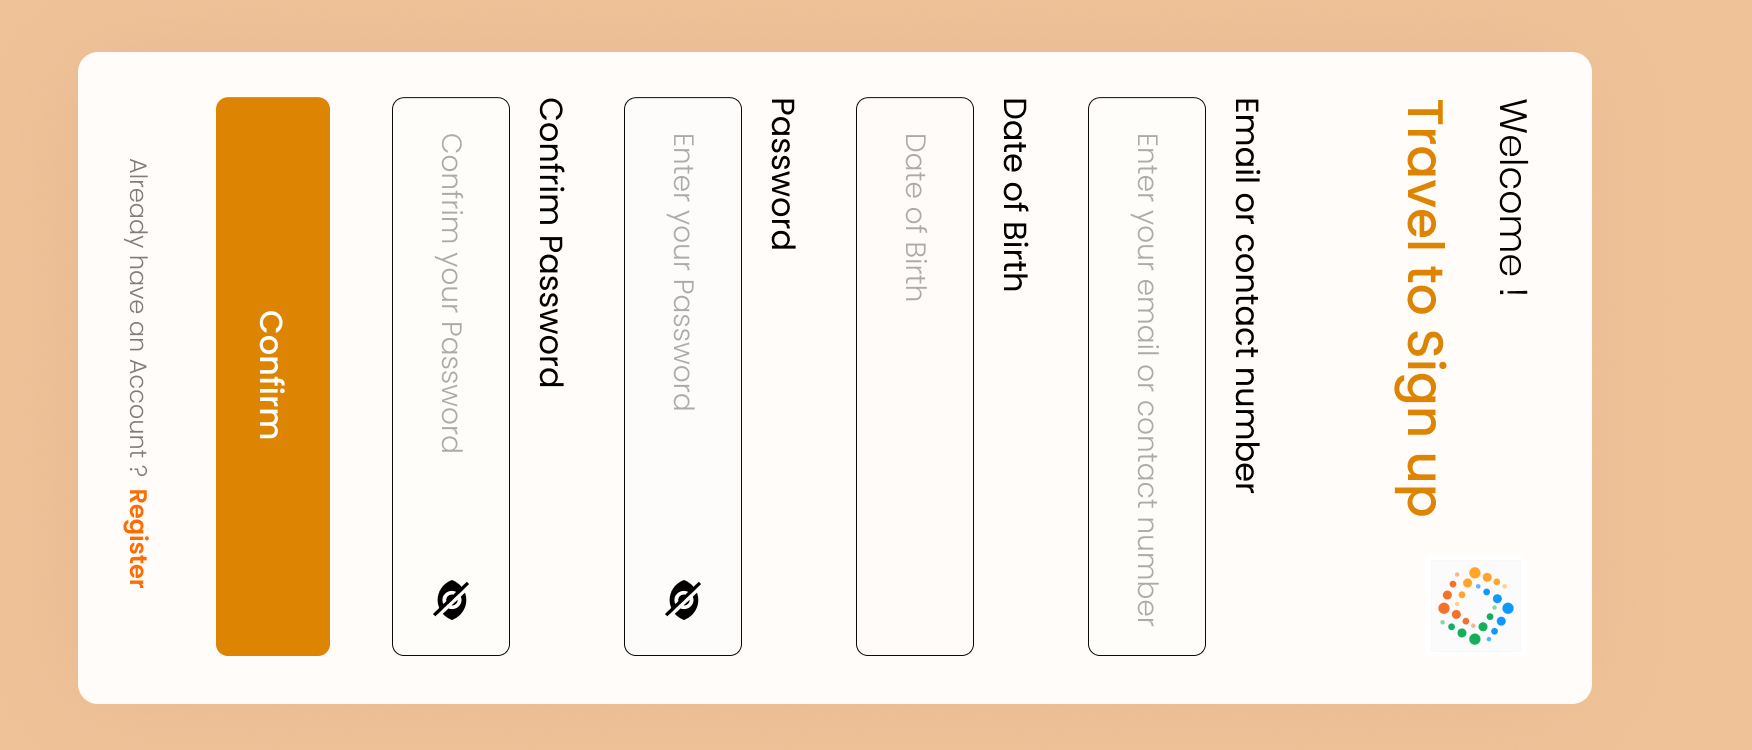 Welcome !
Travel to Sign up
Email or contact number
Enter your email or contact number
Date of Birth
Date of Birth
Password
Enter your Password
Confrim Password
Confrim your Password
Confirm
Already have an Account ? Register